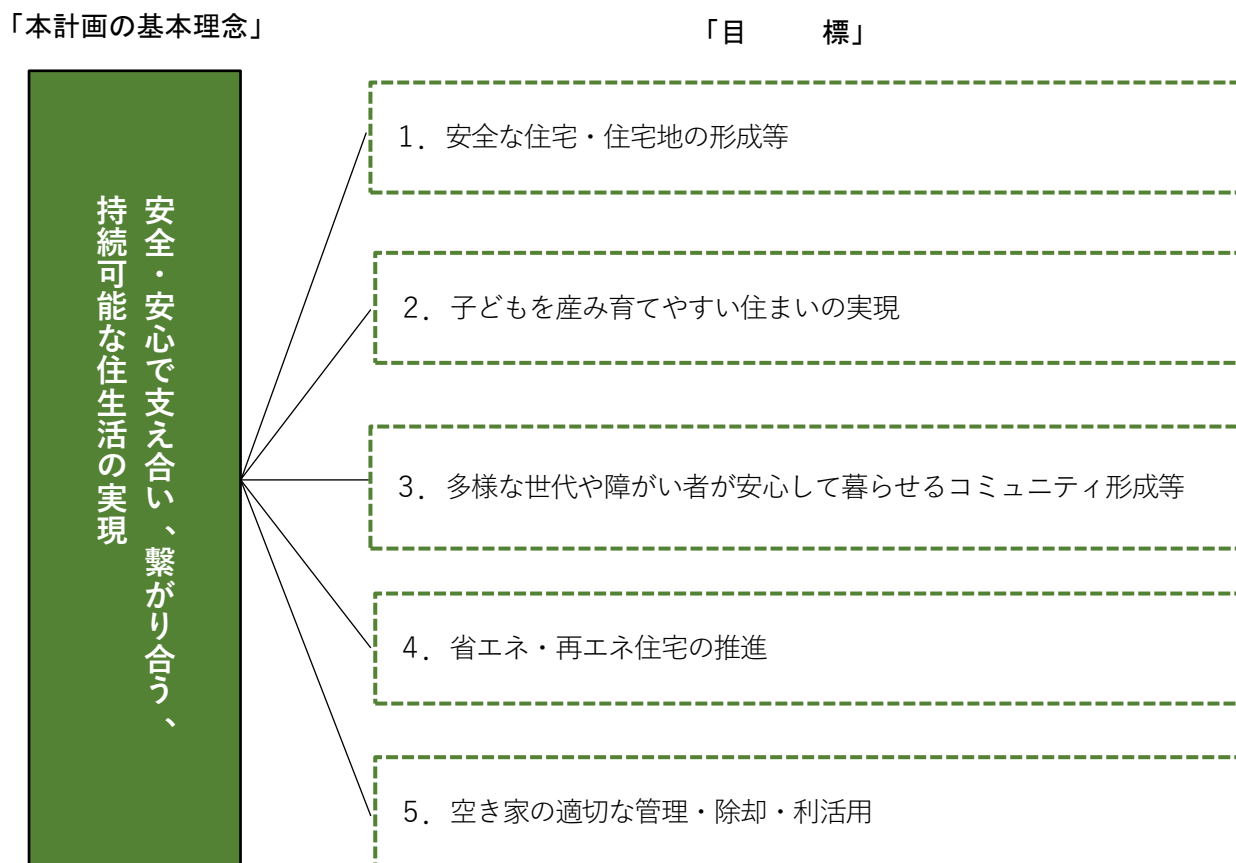 「本計画の基本理念」
「目　　　標」
安全・安心で支え合い、繋がり合う、
持続可能な住生活の実現
1．安全な住宅・住宅地の形成等
2．子どもを産み育てやすい住まいの実現
3．多様な世代や障がい者が安心して暮らせるコミュニティ形成等
4．省エネ・再エネ住宅の推進
5．空き家の適切な管理・除却・利活用